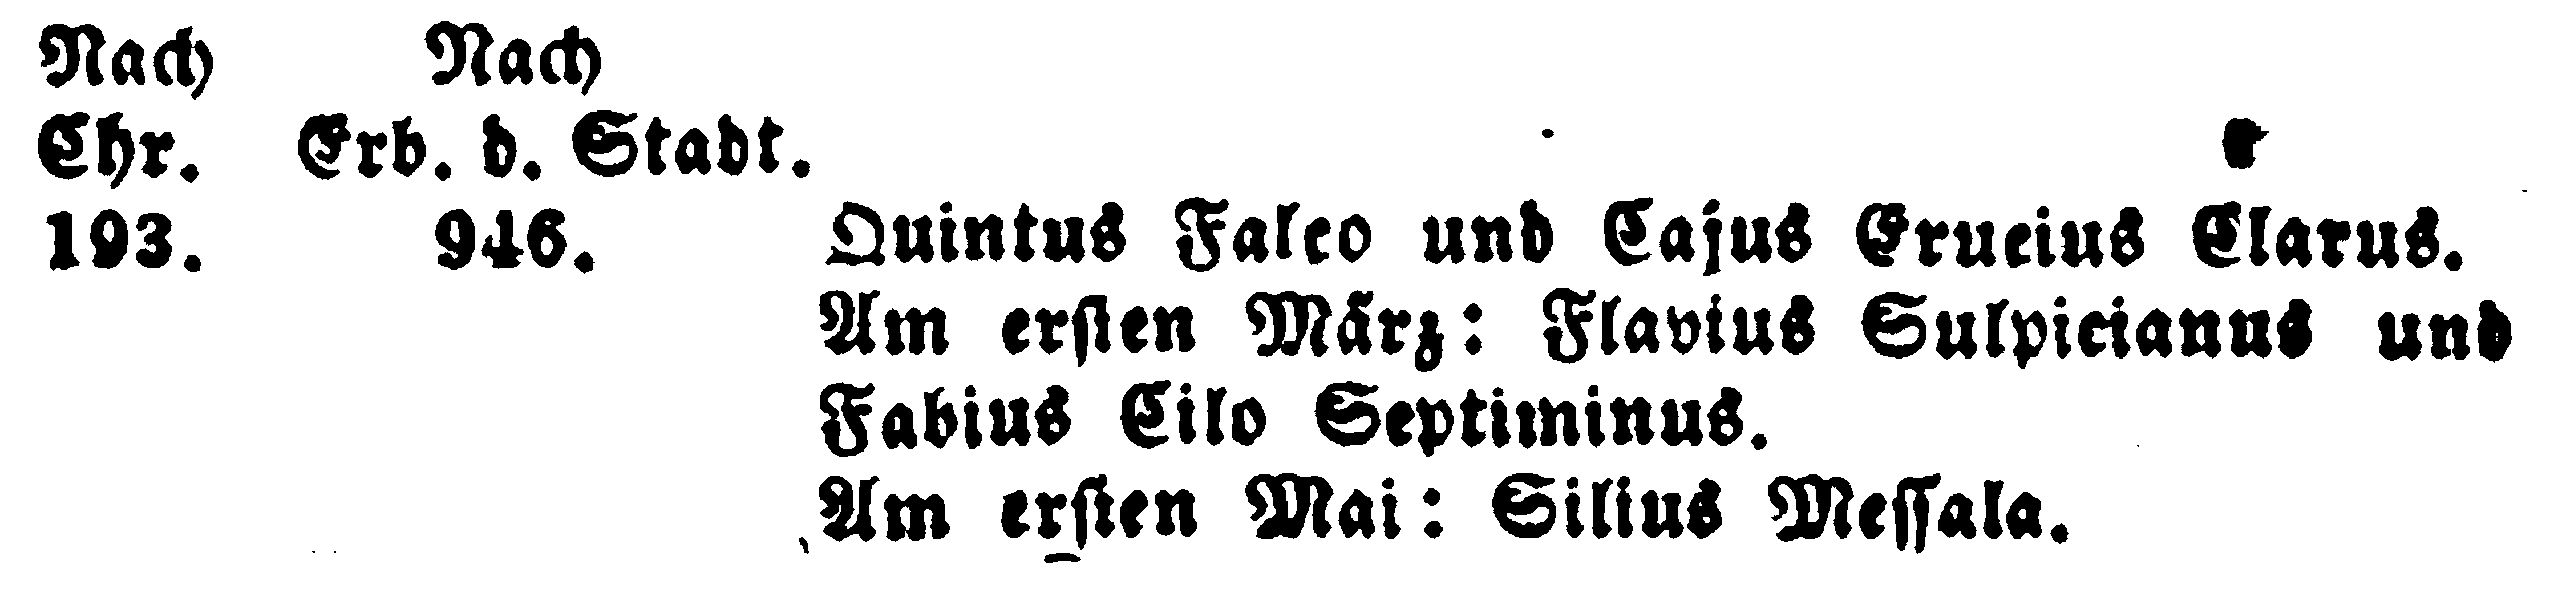 Nach Nach
Chr. Erb. d. Stadt.
193. 946. Quintus Falco und Cajus Erucius Clarus.
Am erſten März: Flavius Sulpicianus und
Fabius Cilo Septiminus.
Am erſten Mai: Silius Meſſala.